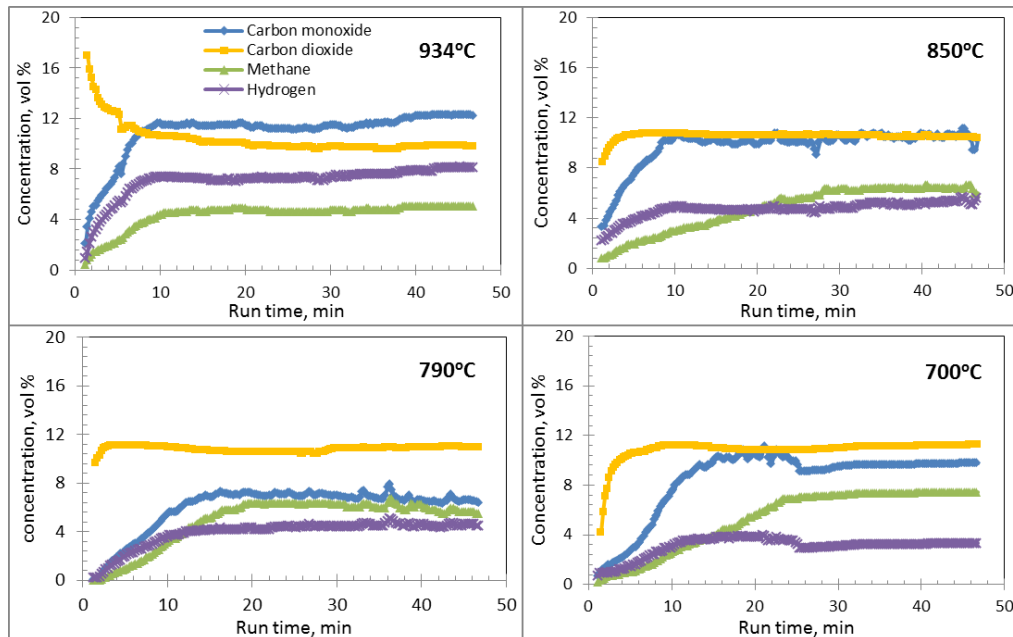 Concentration, vol %
20
16
12
8
4
0
Carbon monoxide
Carbon dioxide
Methane
Hydrogen
934°C
0 10 20 30 40 50
Run time, min
Concentration, vol %
20
16
12
8
4
0
850°C
0 10 20 30 40 50
Run time, min
concentration, vol %
20
16
12
8
4
0
790°C
0 10 20 30 40 50
Run time, min
Concentration, vol %
20
16
12
8
4
0
700°C
0 10 20 30 40 50
Run time, min